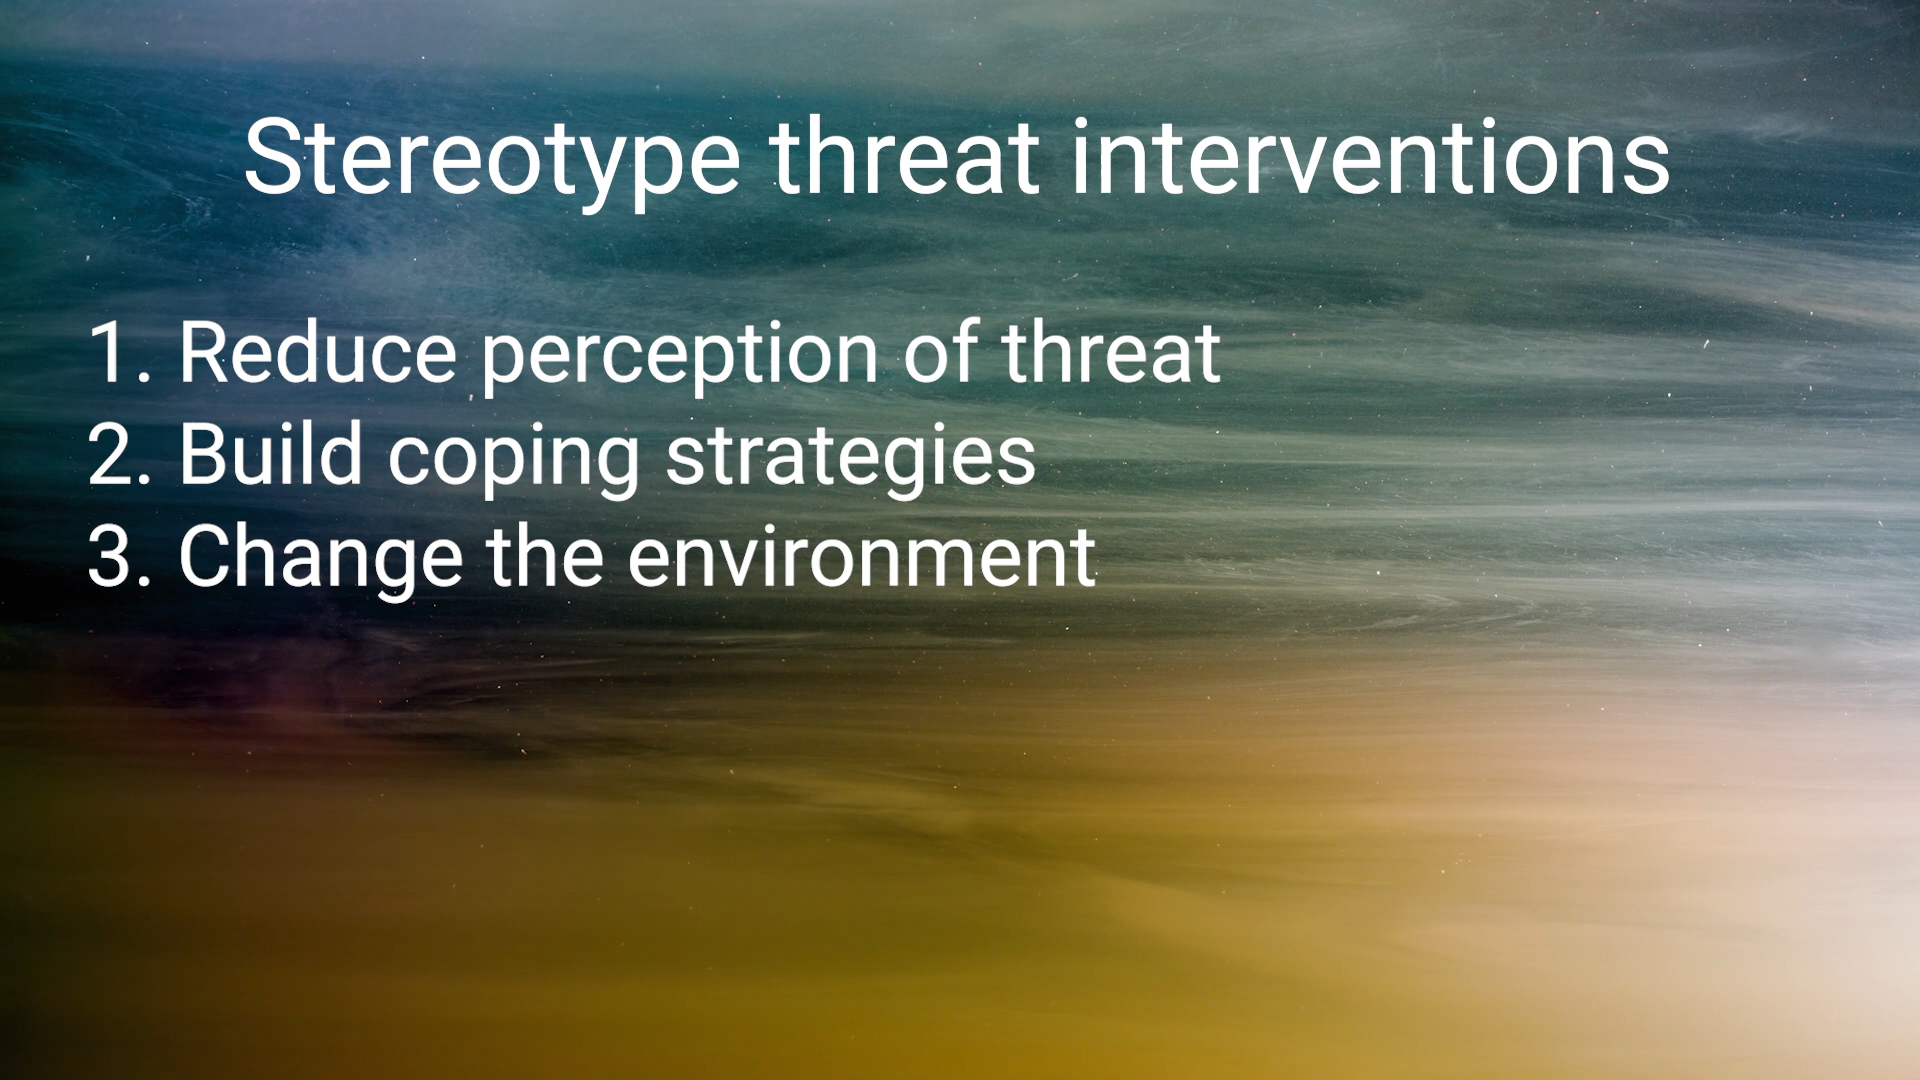 Stereotype threat interventions
1. Reduce perception of threat
2. Build coping strategies
3. Change the environment